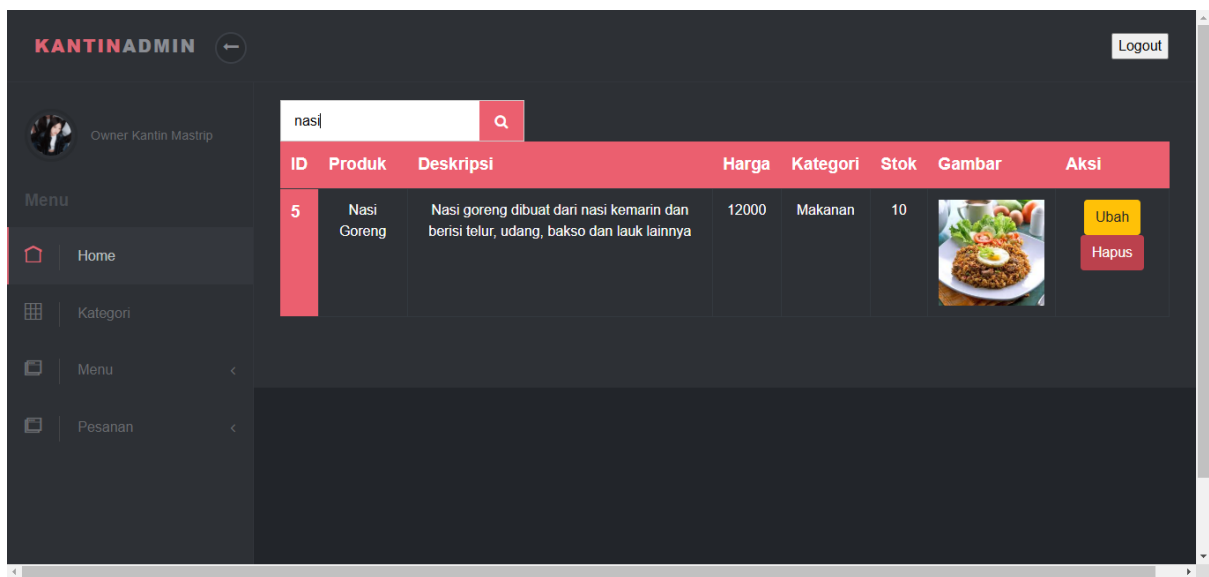 KANTINADMIN
Logout
Owner Kantin Mastrip
nasi
ID Produk Deskripsi Harga Kategori Stok Gambar Aksi
5 Nasi Goreng Nasi goreng dibuat dari nasi kemarin dan 12000 Makanan 10 Ubah
berisi telur, udang, bakso dan lauk lainnya Hapus
Menu
Home
Kategori
Menu
Pesanan